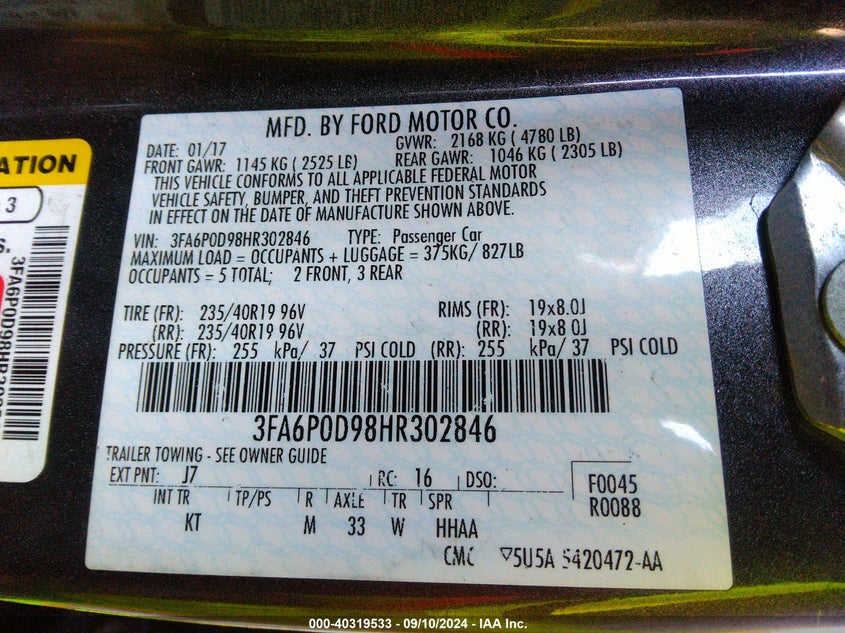 ATION
3
S.
3FA6P0D98HR302
MFD. BY FORD MOTOR CO.
DATE: 01/17 GVWR: 2168 KG ( 4780 LB)
FRONT GAWR: 1145 KG ( 2525 LB) REAR GAWR: 1046 KG ( 2305 LB)
THIS VEHICLE CONFORMS TO ALL APPLICABLE FEDERAL MOTOR
VEHICLE SAFETY, BUMPER, AND THEFT PREVENTION STANDARDS
IN EFFECT ON THE DATE OF MANUFACTURE SHOWN ABOVE.
VIN: 3FA6P0D98HR302846 TYPE: Passenger Car
MAXIMUM LOAD = OCCUPANTS + LUGGAGE = 375KG/ 827LB
OCCUPANTS = 5 TOTAL; 2 FRONT, 3 REAR
TIRE (FR): 235/40R19 96V RIMS (FR): 19x8.0J
(RR): 235/40R19 96V (RR): 19x8.0J
PRESSURE (FR): 255 kPa/ 37 PSI COLD (RR): 255 kPa/ 37 PSI COLD
3FA6P0D98HR302846
TRAILER TOWING - SEE OWNER GUIDE
EXT PNT: J7 RC: 16 DSO: F0045
INT TR TP/PS R AXLE TR SPR R0088
KT M 33 W HHAA
CMC ▽5U5A 5420472-AA
000-40319533 - 09/10/2024 - IAA Inc.